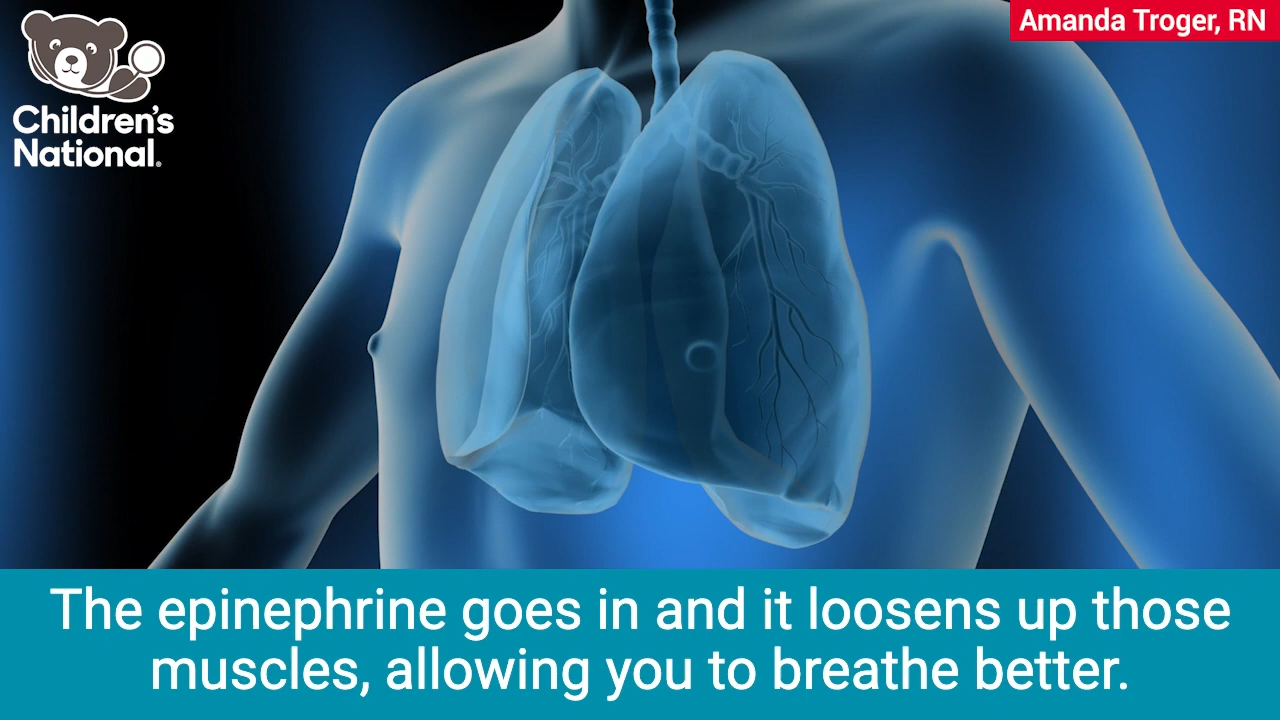 Children's
National.
Amanda Troger, RN
The epinephrine goes in and it loosens up those
muscles, allowing you to breathe better.